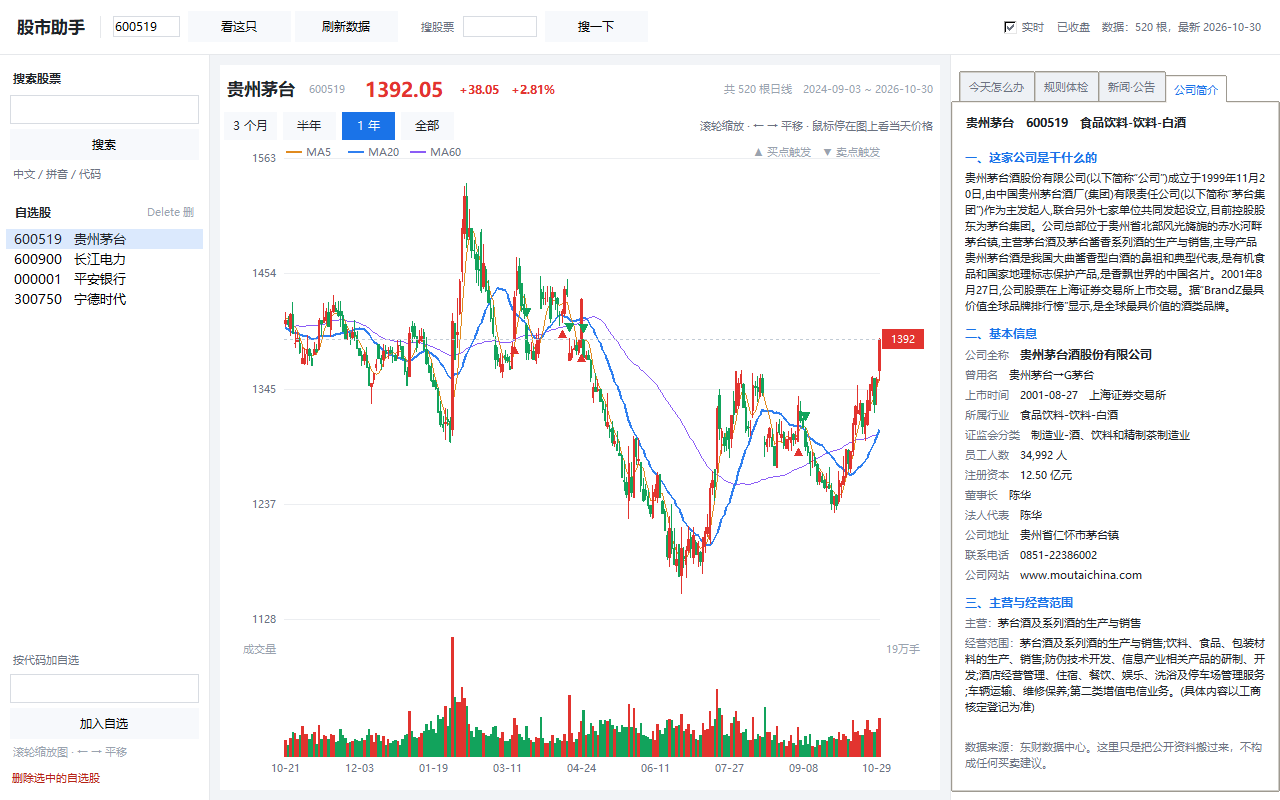 股市助手
600519
看这只
刷新数据
搜股票
搜一下
实时
已收盘
数据：520 根，最新 2026-10-30
搜索股票
搜索
中文 / 拼音 / 代码
自选股
Delete 删
600519 贵州茅台
600900 长江电力
000001 平安银行
300750 宁德时代
按代码加自选
加入自选
滚轮缩放图 · ←→ 平移
删除选中的自选股
贵州茅台 600519 1392.05 +38.05 +2.81%
共 520 根日线 2024-09-03 ~ 2026-10-30
3 个月 半年 1 年 全部
滚轮缩放 · ←→ 平移 · 鼠标停在图上看当天价格
MA5 MA20 MA60
▲ 买点触发 ▼ 卖点触发
1563
1454
1392
1345
1237
1128
成交量
19万手
10-21 12-03 01-19 03-11 04-24 06-11 07-27 09-08 10-29
今天怎么办 规则体检 新闻·公告 公司简介
贵州茅台 600519 食品饮料-饮料-白酒
一、这家公司是干什么的
贵州茅台酒股份有限公司(以下简称“公司”)成立于1999年11月2
0日,由中国贵州茅台酒厂(集团)有限责任公司(以下简称“茅台集
团”)作为主发起人,联合另外七家单位共同发起设立,目前控股股
东为茅台集团。公司总部位于贵州省北部风光旖旎的赤水河畔
茅台镇,主营茅台酒及茅台酱香系列酒的生产与销售,主导产品
贵州茅台酒是我国大曲酱香型白酒的鼻祖和典型代表,是有机食
品和国家地理标志保护产品,是香飘世界的中国名片。2001年8
月27日,公司股票在上海证券交易所上市交易。据“BrandZ最具
价值全球品牌排行榜”显示,是全球最具价值的酒类品牌。
二、基本信息
公司全称 贵州茅台酒股份有限公司
曾用名 贵州茅台→G茅台
上市时间 2001-08-27 上海证券交易所
所属行业 食品饮料-饮料-白酒
证监会分类 制造业-酒、饮料和精制茶制造业
员工人数 34,992 人
注册资本 12.50 亿元
董事长 陈华
法人代表 陈华
公司地址 贵州省仁怀市茅台镇
联系电话 0851-22386002
公司网站 www.moutaichina.com
三、主营与经营范围
主营：茅台酒及系列酒的生产与销售
经营范围：茅台酒及系列酒的生产与销售;饮料、食品、包装材
料的生产、销售;防伪技术开发、信息产业相关产品的研制、开
发;酒店经营管理、住宿、餐饮、娱乐、洗浴及停车场管理服务
;车辆运输、维修保养;第二类增值电信业务。(具体内容以工商
核定登记为准)
数据来源：东财数据中心。这里只是把公开资料搬过来，不构
成任何买卖建议。